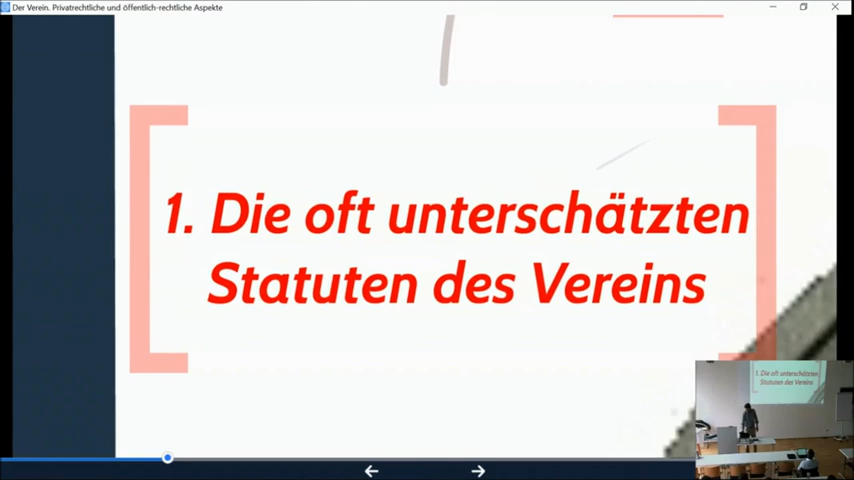 Der Verein. Privatrechtliche und öffentlich-rechtliche Aspekte
1. Die oft unterschätzten
Statuten des Vereins
1. Die oft unterschätzten
Statuten des Vereins